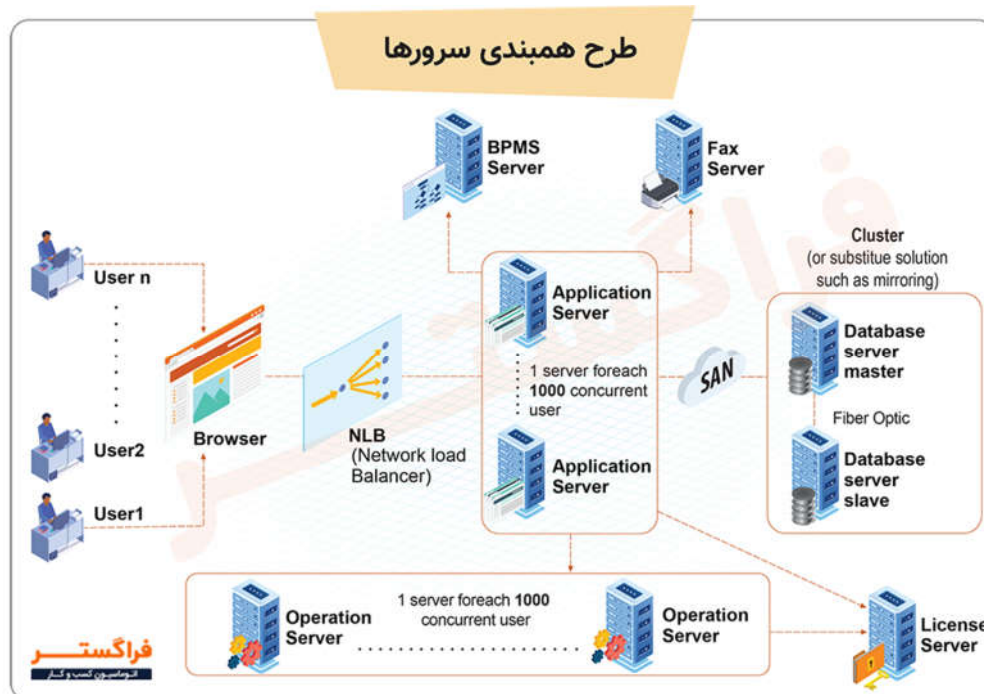 طرح همبندی سرورها
BPMS
Server
Fax
Server
Cluster
(or substitue solution
such as mirroring)
User n
User2
User1
Browser
NLB
(Network load
Balancer)
Application
Server
1 server foreach
1000 concurrent
user
Application
Server
SAN
Database
server
master
Fiber Optic
Database
server
slave
Operation
Server
1 server foreach 1000
concurrent user
Operation
Server
License
Server
فراگستر
اتوماسیون کسب و کار
فراگستر